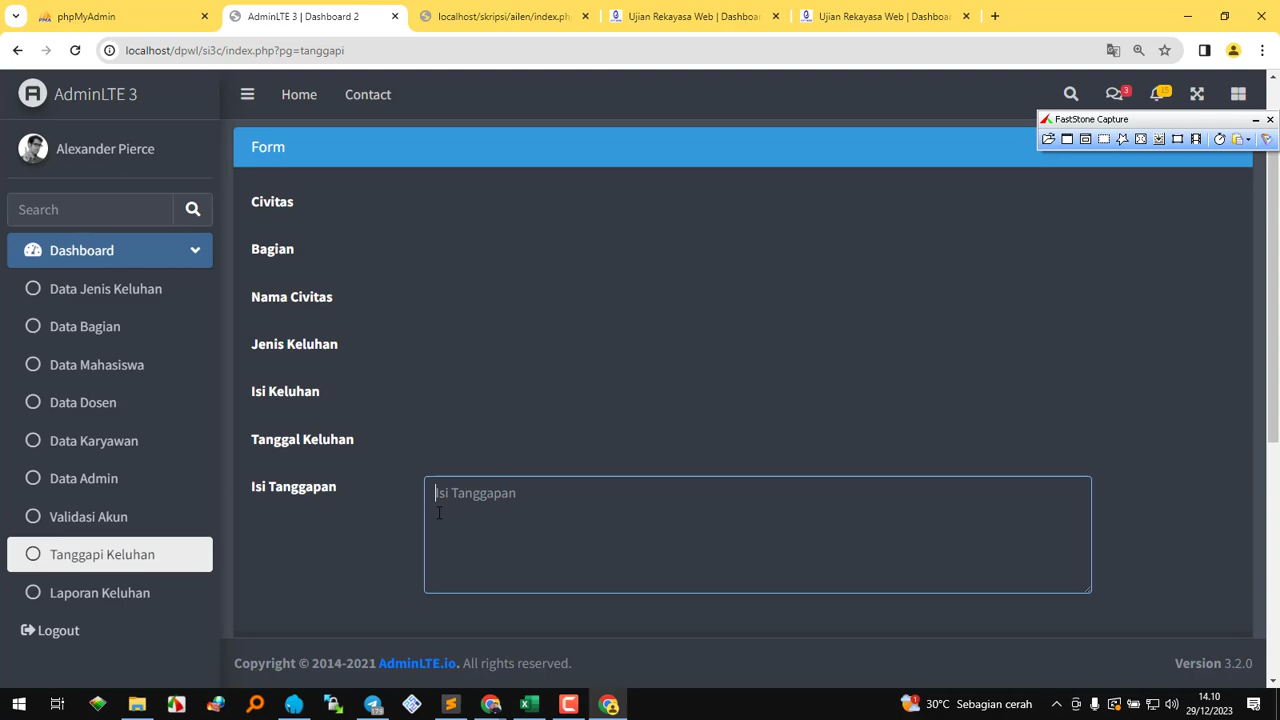 phpMyAdmin
AdminLTE 3 | Dashboard 2
localhost/skripsi/ailen/index.ph
Ujian Rekayasa Web | Dashboa
Ujian Rekayasa Web | Dashboa
localhost/dpwl/si3c/index.php?pg=tanggapi
AdminLTE 3
Home
Contact
3
15
FastStone Capture
Alexander Pierce
Search
Dashboard
Data Jenis Keluhan
Data Bagian
Data Mahasiswa
Data Dosen
Data Karyawan
Data Admin
Validasi Akun
Tanggapi Keluhan
Laporan Keluhan
Logout
Form
Civitas
Bagian
Nama Civitas
Jenis Keluhan
Isi Keluhan
Tanggal Keluhan
Isi Tanggapan
Isi Tanggapan
Copyright © 2014-2021 AdminLTE.io. All rights reserved.
Version 3.2.0
30°C Sebagian cerah
14.10
29/12/2023